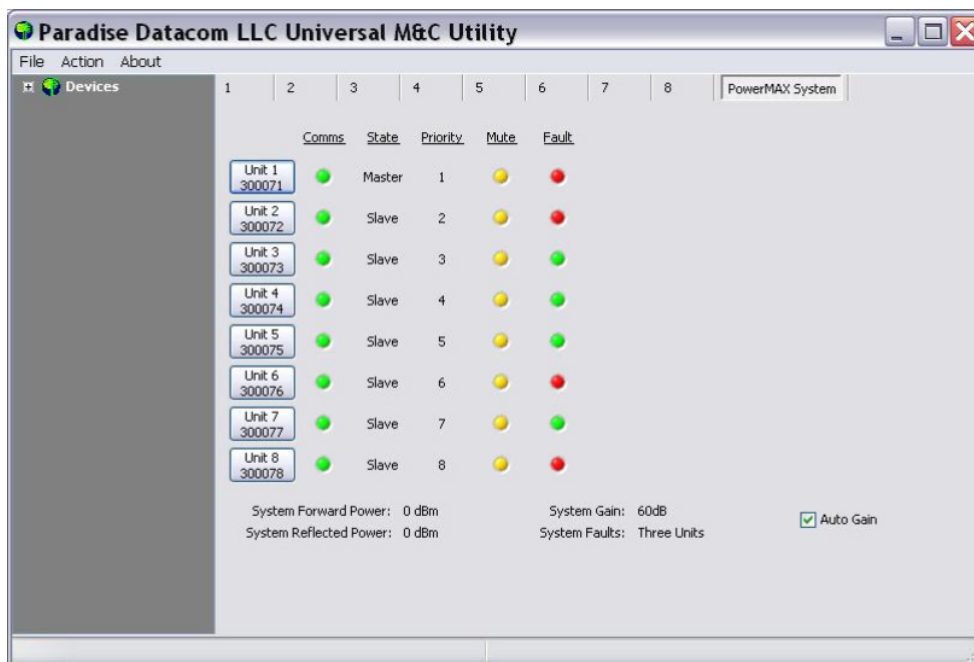 Paradise Datacom LLC Universal M&C Utility
File Action About
Devices
1 2 3 4 5 6 7 8 PowerMAX System
Comms State Priority Mute Fault
Unit 1
300071 Master 1
Unit 2
300072 Slave 2
Unit 3
300073 Slave 3
Unit 4
300074 Slave 4
Unit 5
300075 Slave 5
Unit 6
300076 Slave 6
Unit 7
300077 Slave 7
Unit 8
300078 Slave 8
System Forward Power: 0 dBm System Gain: 60dB
Auto Gain
System Reflected Power: 0 dBm System Faults: Three Units